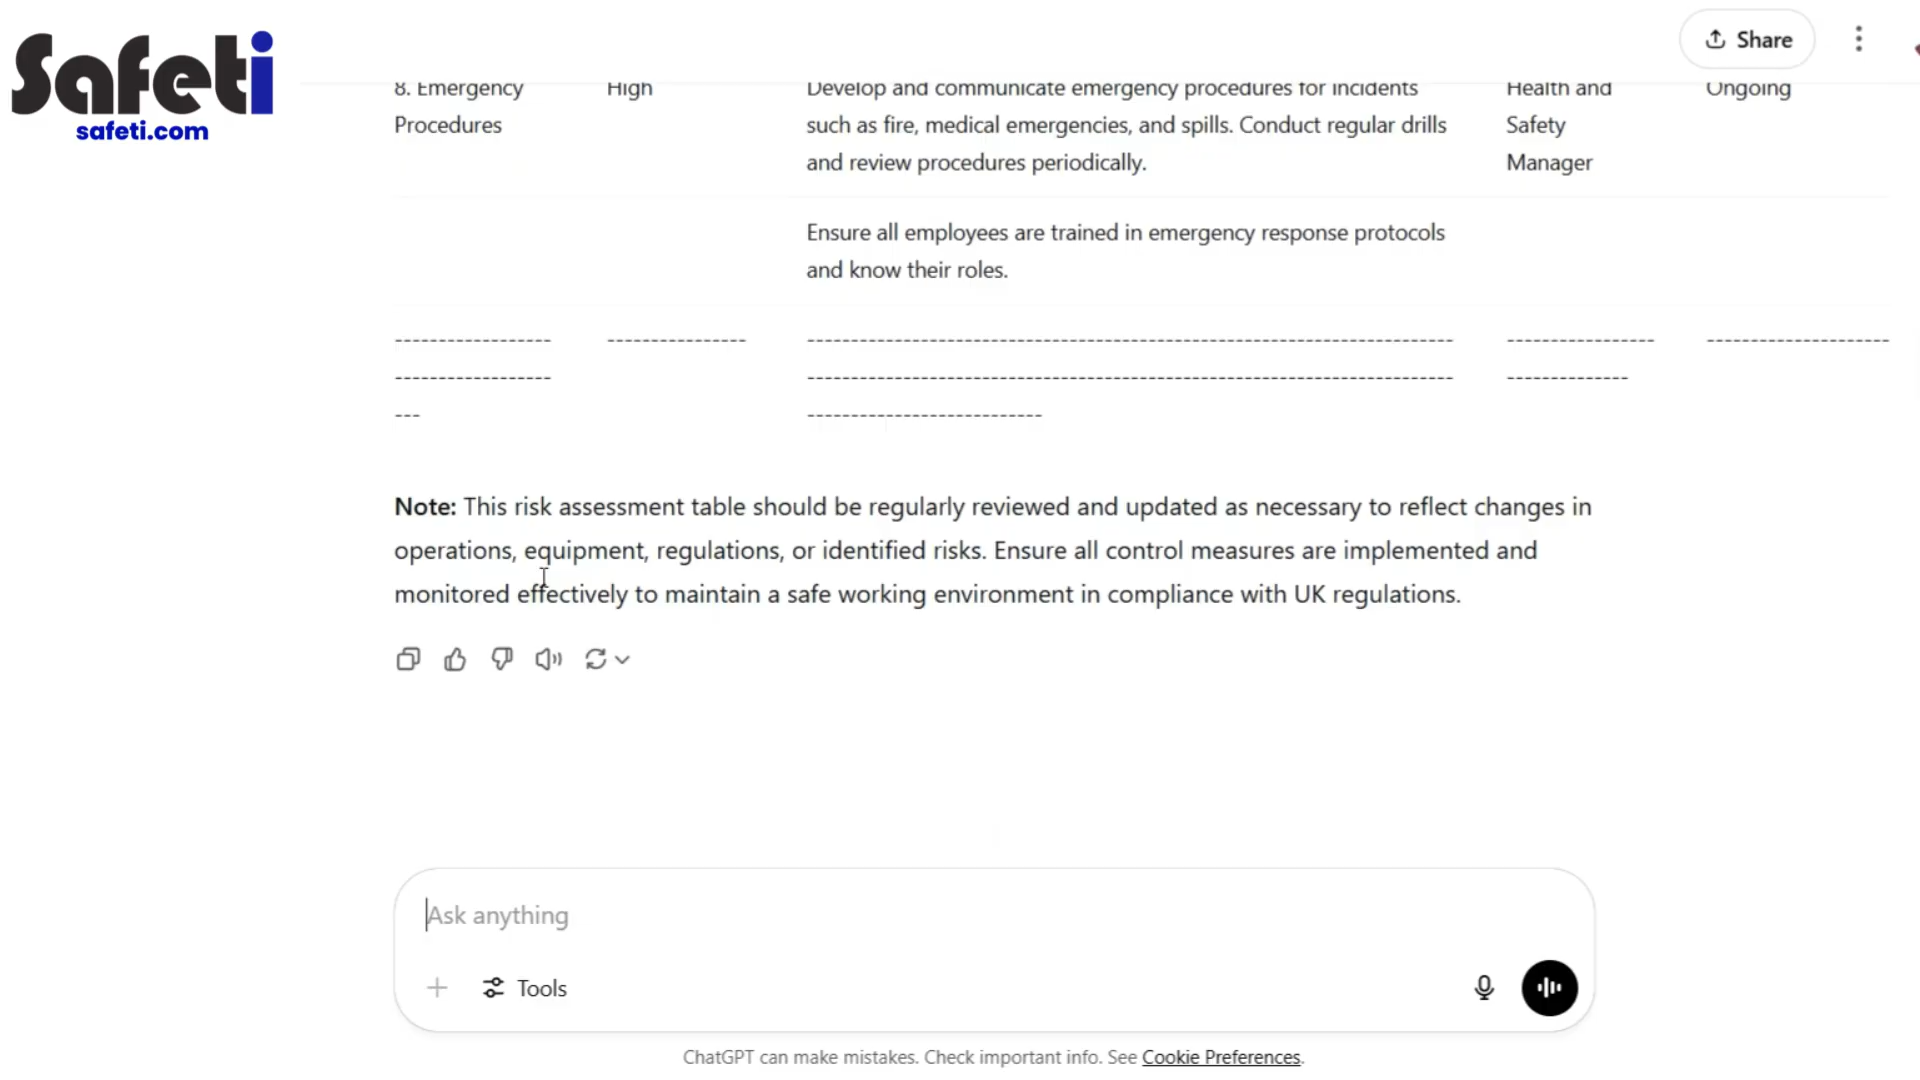 Safeti
safeti.com
Share
8. Emergency
Procedures
High
Develop and communicate emergency procedures for incidents
such as fire, medical emergencies, and spills. Conduct regular drills
and review procedures periodically.
Health and
Safety
Manager
Ongoing
Ensure all employees are trained in emergency response protocols
and know their roles.
Note: This risk assessment table should be regularly reviewed and updated as necessary to reflect changes in
operations, equipment, regulations, or identified risks. Ensure all control measures are implemented and
monitored effectively to maintain a safe working environment in compliance with UK regulations.
Ask anything
Tools
ChatGPT can make mistakes. Check important info. See Cookie Preferences.